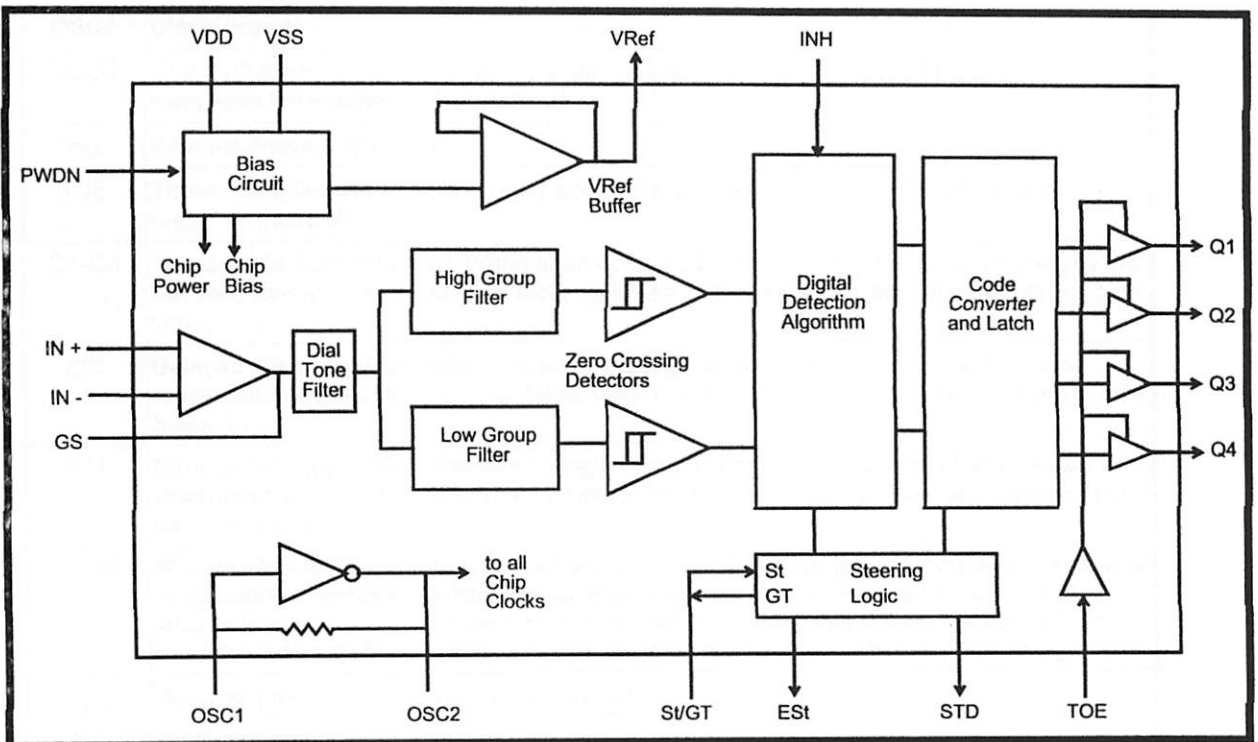 VDD VSS VRef INH
PWDN
Bias
Circuit
VRef
Buffer
Chip
Power
Chip
Bias
High Group
Filter
Digital
Detection
Algorithm
Code
Converter
and Latch
Q1
Q2
Q3
Q4
IN +
IN -
GS
Dial
Tone
Filter
Zero Crossing
Detectors
Low Group
Filter
to all
Chip
Clocks
St
GT
Steering
Logic
OSC1 OSC2 St/GT ESt STD TOE